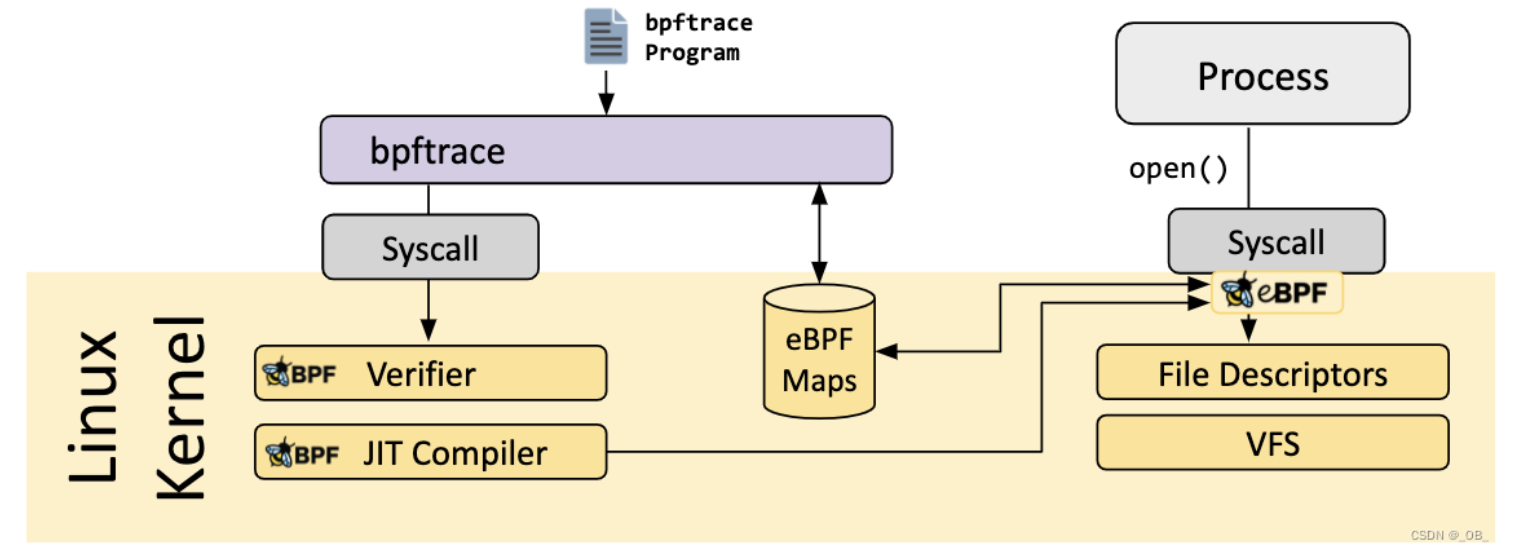 bpftrace
Program
Process
bpftrace
open()
Syscall
Syscall
eBPF
Linux
Kernel
eBPF
Maps
BPF Verifier
File Descriptors
BPF JIT Compiler
VFS
CSDN @_OB_